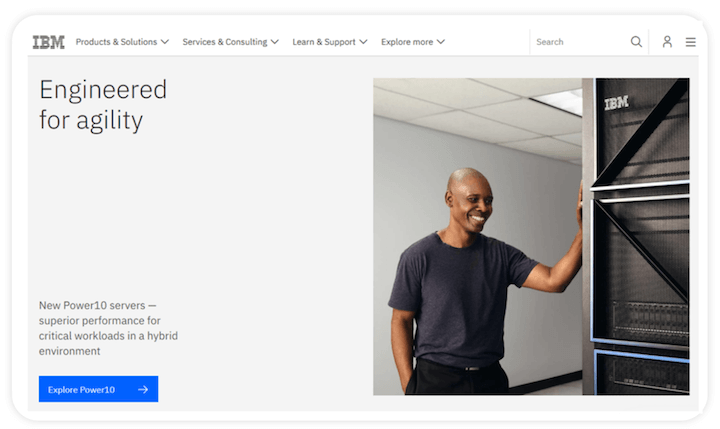 IBM
Products & Solutions
Services & Consulting
Learn & Support
Explore more
Search
Engineered
for agility
IBM
New Power10 servers —
superior performance for
critical workloads in a hybrid
environment
Explore Power10